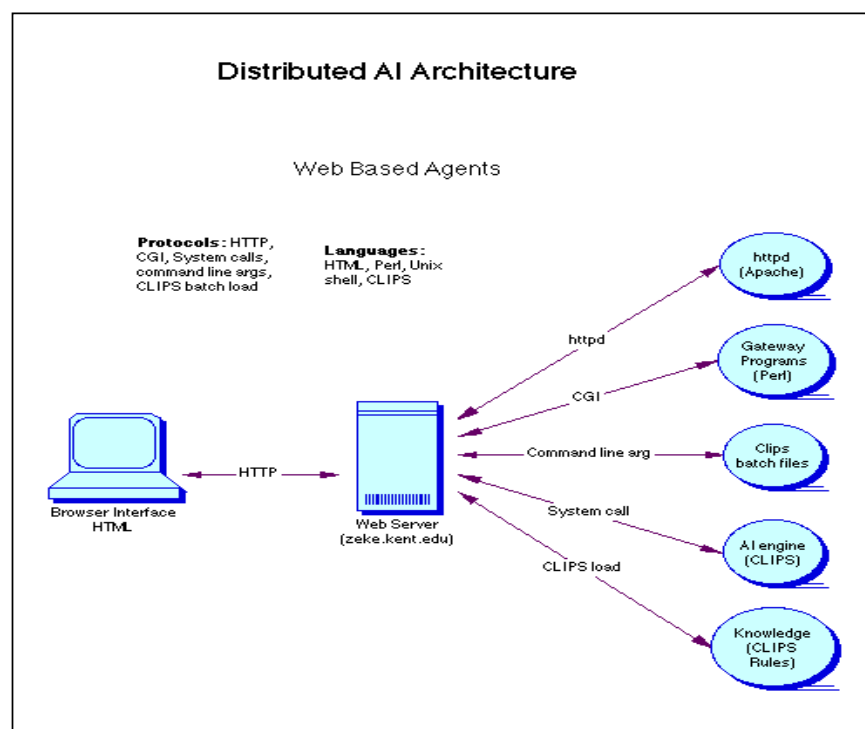 Distributed AI Architecture
Web Based Agents
Protocols: HTTP,
CGI, System calls,
command line args,
CLIPS batch load
Languages:
HTML, Perl, Unix
shell, CLIPS
httpd
(Apache)
httpd
Gateway
Programs
(Perl)
CGI
Command line arg
Clips
batch files
HTTP
System call
Browser Interface
HTML
Web Server
(zeke.kent.edu)
AI engine
(CLIPS)
CLIPS load
Knowledge
(CLIPS
Rules)